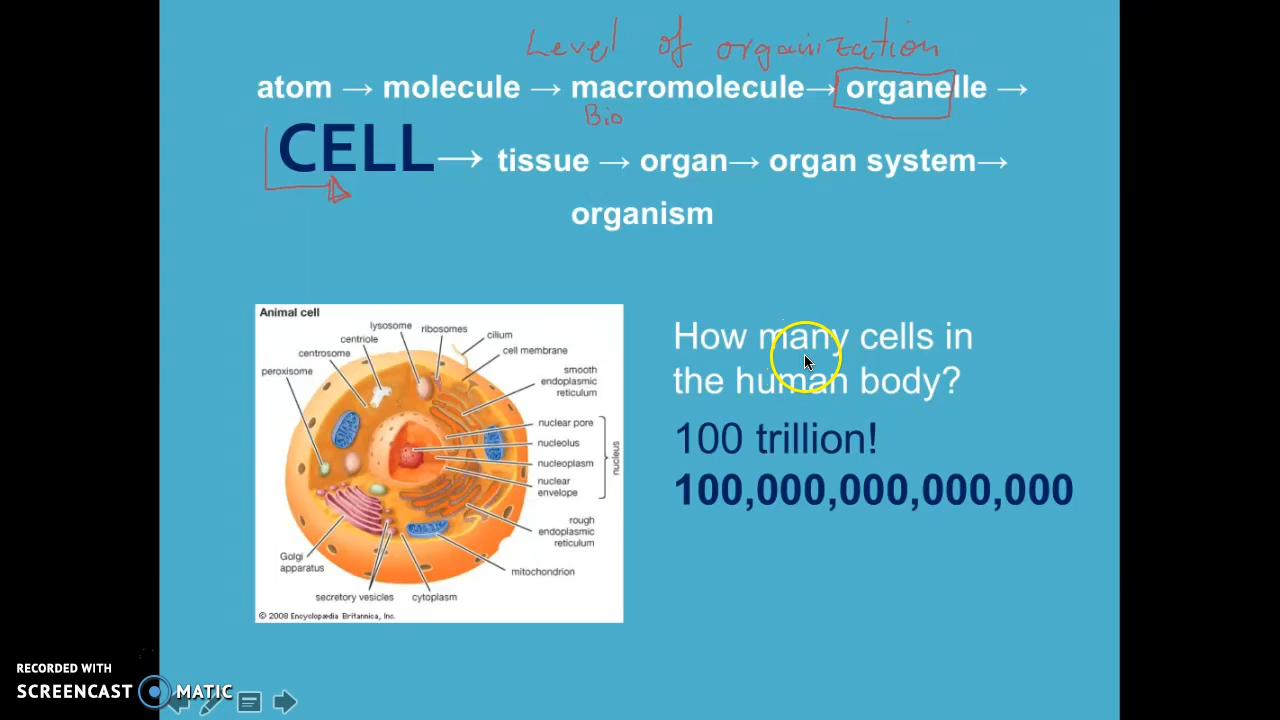 Level of organization
atom → molecule → macromolecule→ organelle →
Bio
CELL→ tissue → organ→ organ system→
organism
Animal cell
lysosome
ribosomes
cilium
centriole
cell membrane
centrosome
smooth
endoplasmic
reticulum
peroxisome
nuclear pore
nucleolus
nucleoplasm
nuclear
envelope
nucleus
rough
endoplasmic
reticulum
Golgi
apparatus
mitochondrion
secretory vesicles
cytoplasm
© 2008 Encyclopædia Britannica, Inc.
How many cells in
the human body?
100 trillion!
100,000,000,000,000
RECORDED WITH
SCREENCAST MATIC